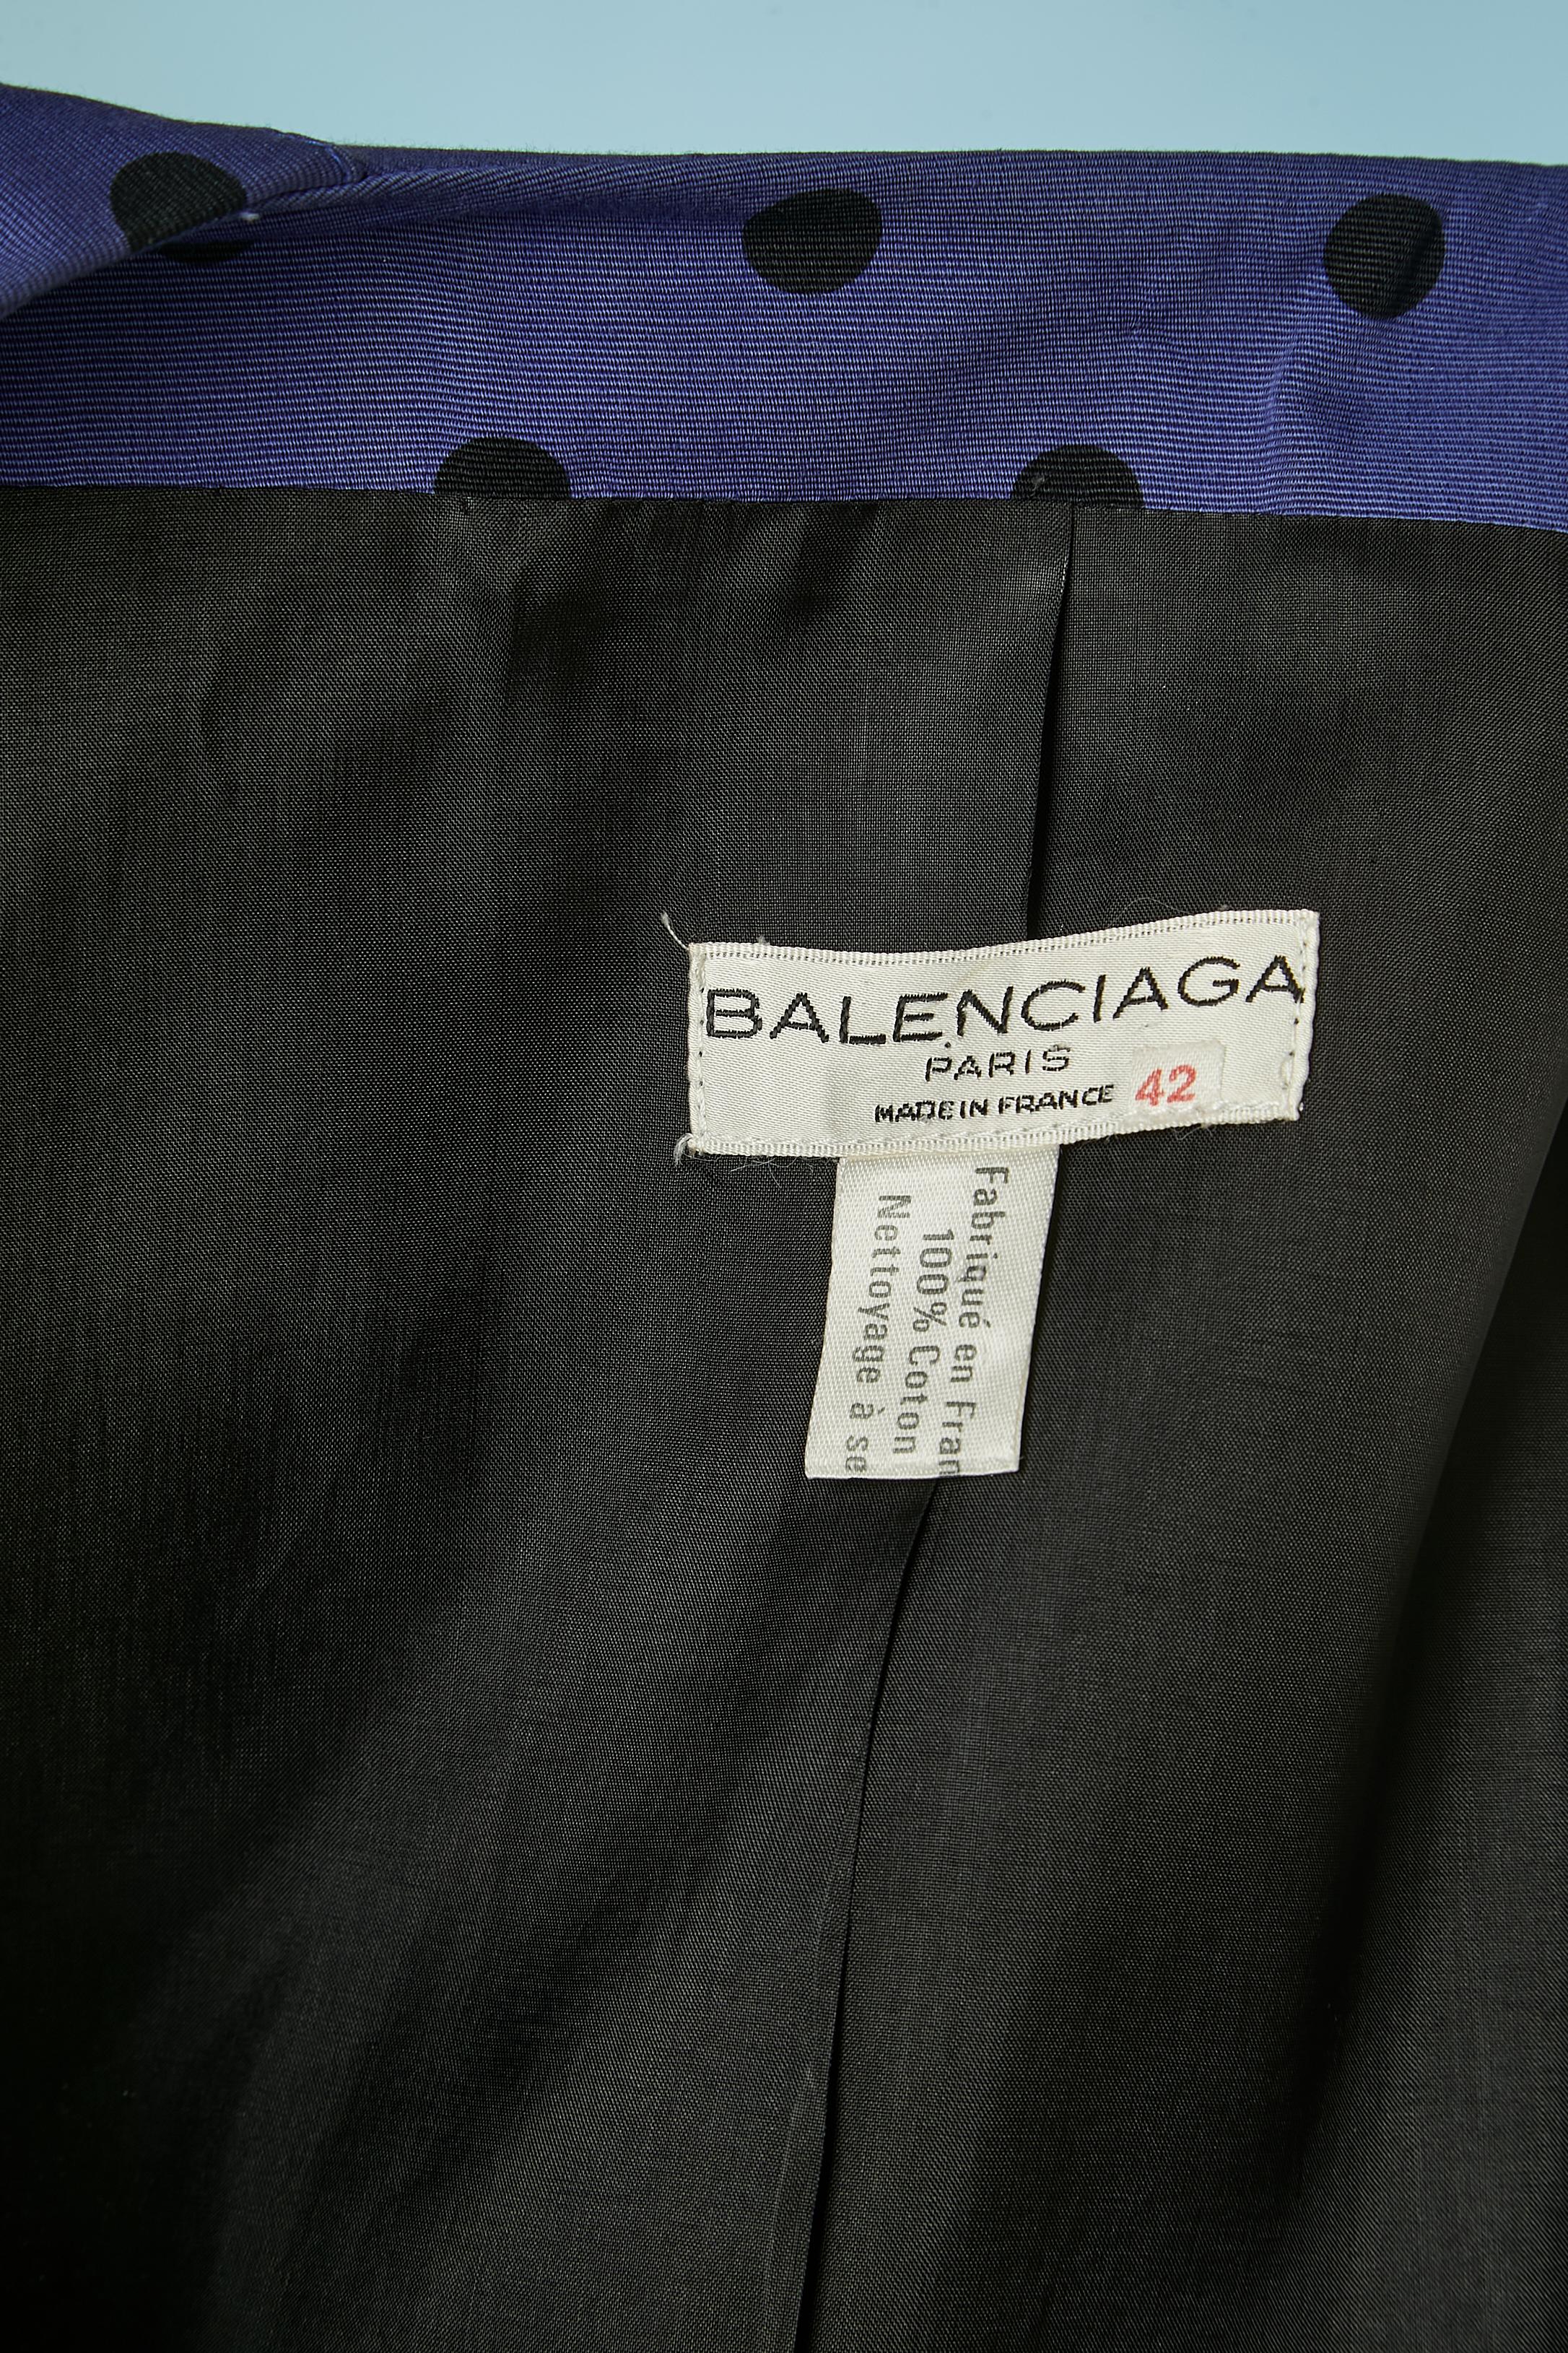 BALENCIAGA
PARIS
MADE IN FRANCE 42
Fabriqué en Fran
100% Coton
Nettoyage à se